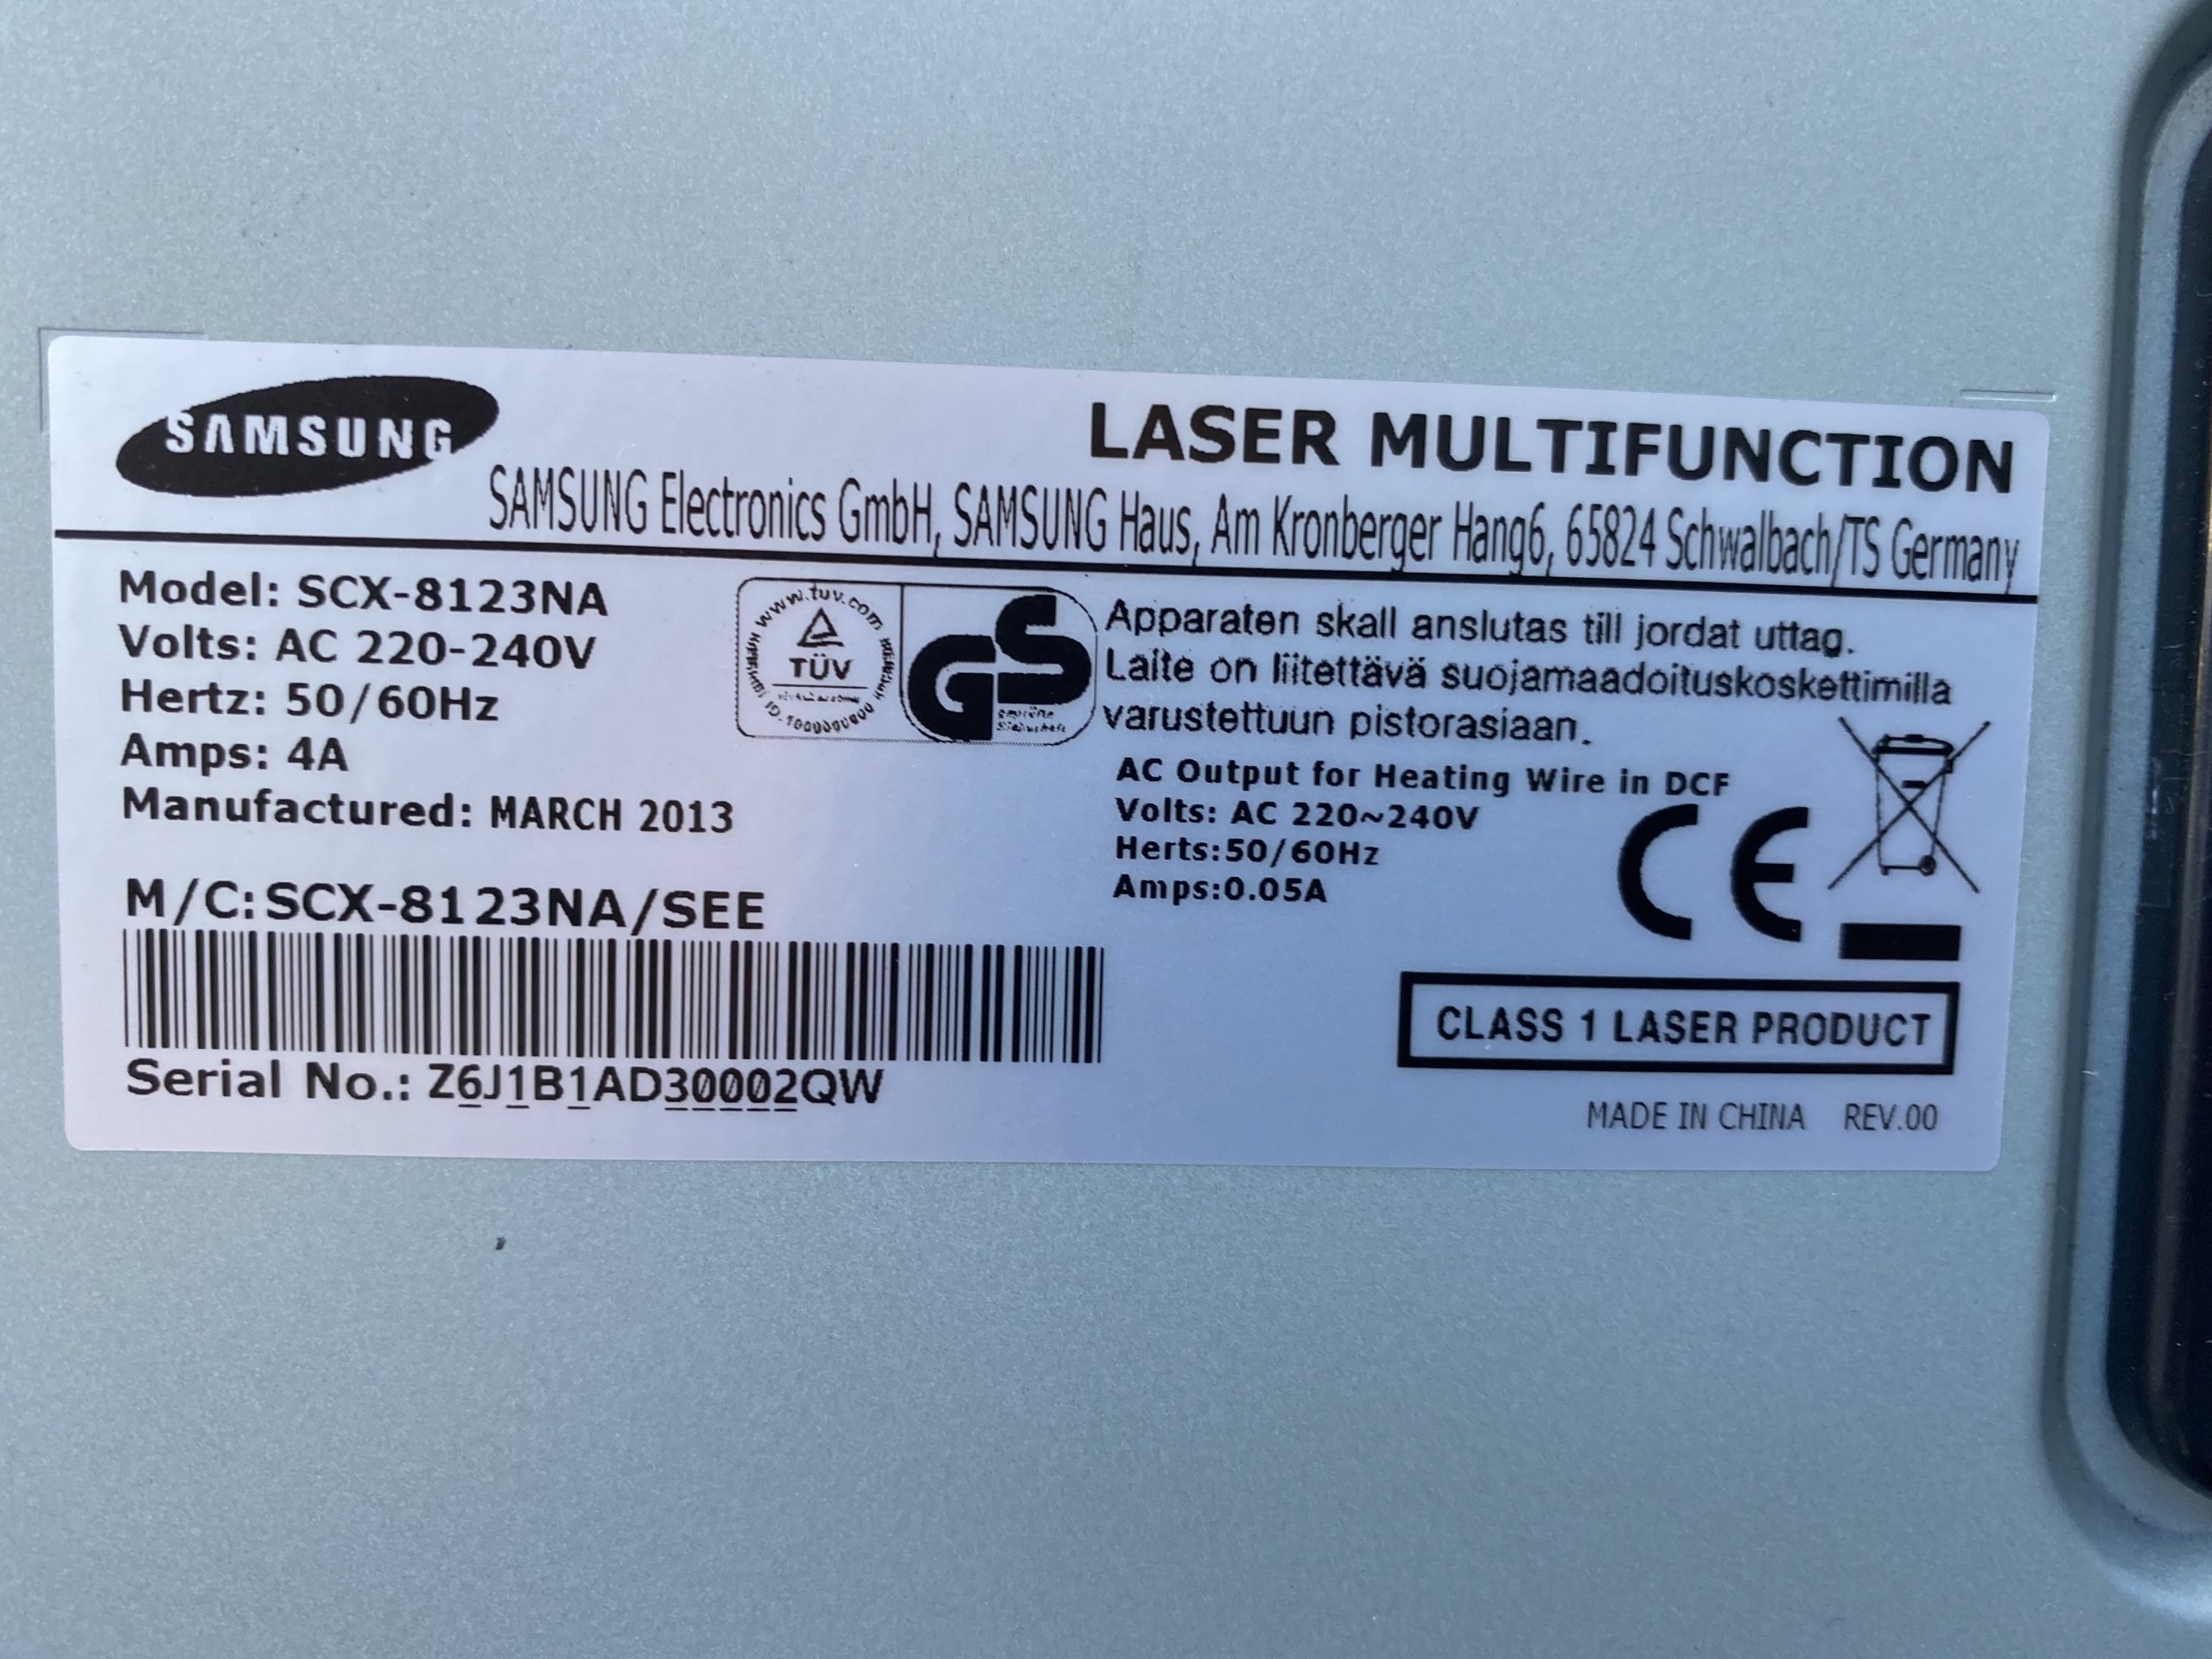 SAMSUNG
LASER MULTIFUNCTION
SAMSUNG Electronics GmbH, SAMSUNG Haus, Am Kronberger Hang6, 65824 Schwalbach/TS Germany
Model: SCX-8123NA
Volts: AC 220-240V
Hertz: 50/60Hz
Amps: 4A
Manufactured: MARCH 2013
www.tuv.com
TÜV
GS
geprüfte
Sicherheit
Apparaten skall anslutas till jordat uttag.
Laite on liitettävä suojamaadoituskoskettimilla
varustettuun pistorasiaan.
AC Output for Heating Wire in DCF
Volts: AC 220~240V
Herts:50/60Hz
Amps:0.05A
CE
M/C:SCX-8123NA/SEE
Serial No.: Z6J1B1AD30002QW
CLASS 1 LASER PRODUCT
MADE IN CHINA REV.00